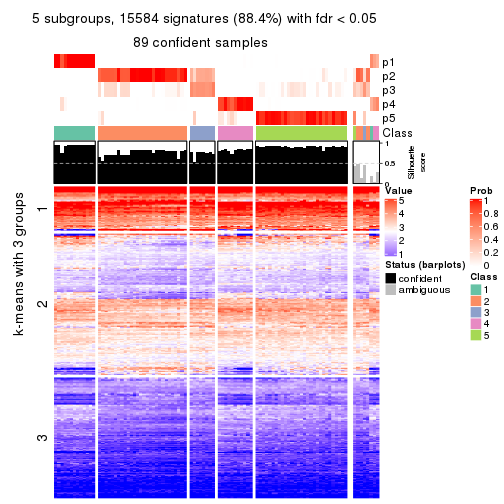 5 subgroups, 15584 signatures (88.4%) with fdr < 0.05
89 confident samples
p1
p2
p3
p4
p5
Class
1
0.5
0
Silhouette
score
k-means with 3 groups
1
2
3
Value
5
4
3
2
1
Status (barplots)
confident
ambiguous
Prob
1
0.8
0.6
0.4
0.2
0
Class
1
2
3
4
5